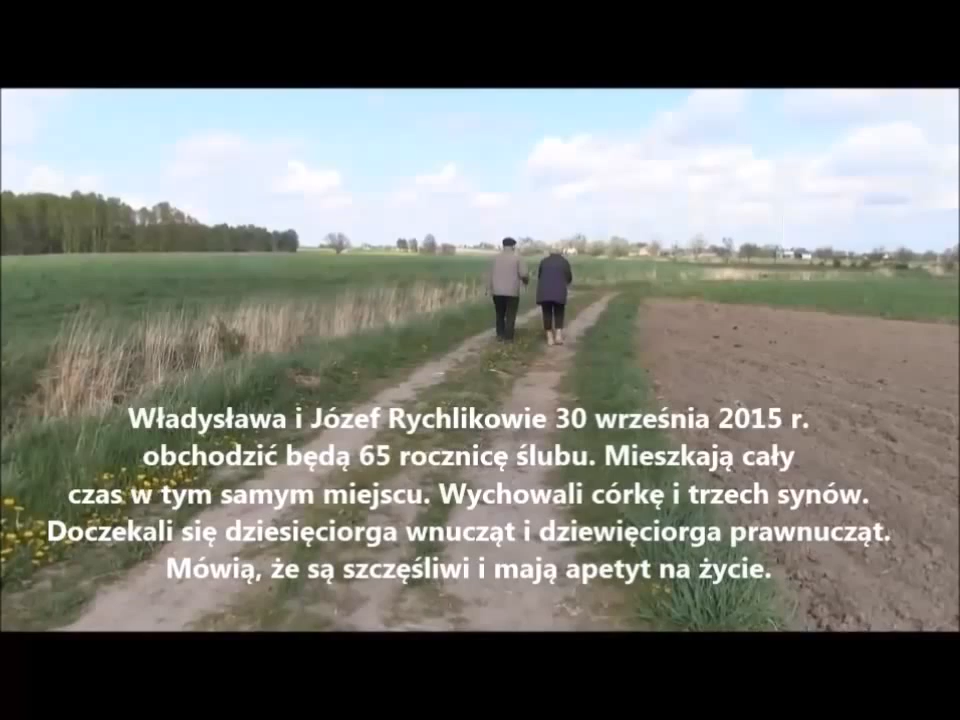 Władysława i Józef Rychlikowie 30 września 2015 r.
obchodzić będą 65 rocznicę ślubu. Mieszkają cały
czas w tym samym miejscu. Wychowali córkę i trzech synów.
Doczekali się dziesięciorga wnucząt i dziewięciorga prawnucząt.
Mówią, że są szczęśliwi i mają apetyt na życie.